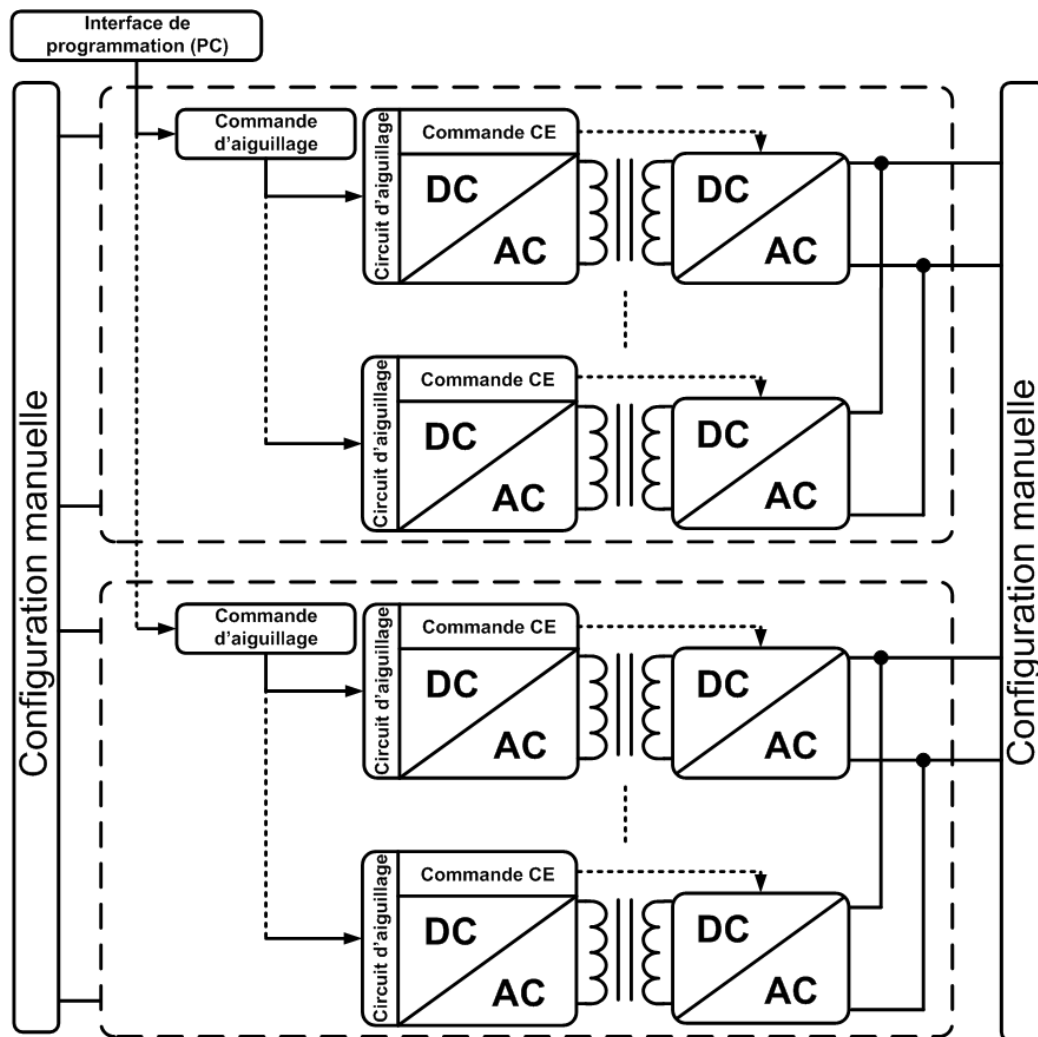 Interface de
programmation (PC)
Configuration manuelle
Commande
d'aiguillage
Circuit d'aiguillage
Commande CE
DC
AC
DC
AC
Circuit d'aiguillage
Commande CE
DC
AC
DC
AC
Commande
d'aiguillage
Circuit d'aiguillage
Commande CE
DC
AC
DC
AC
Circuit d'aiguillage
Commande CE
DC
AC
DC
AC
Configuration manuelle